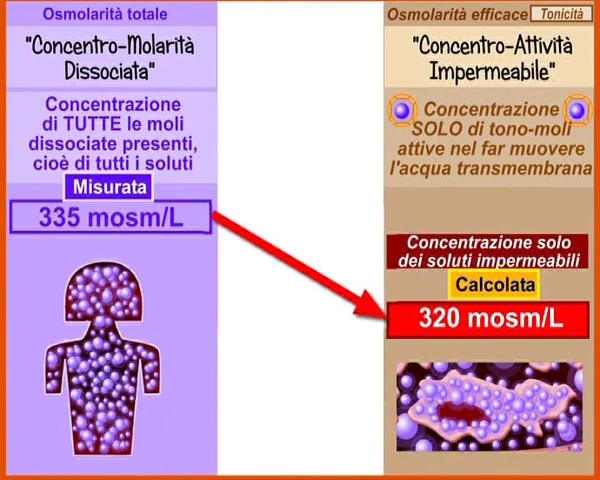 Osmolarità totale
"Concentro-Molarità
Dissociata"
Concentrazione
di TUTTE le moli
dissociate presenti,
cioè di tutti i soluti
Misurata
335 mosm/L
Osmolarità efficace Tonicità
"Concentro-Attività
Impermeabile"
Concentrazione
SOLO di tono-moli
attive nel far muovere
l'acqua transmembrana
Concentrazione solo
dei soluti impermeabili
Calcolata
320 mosm/L